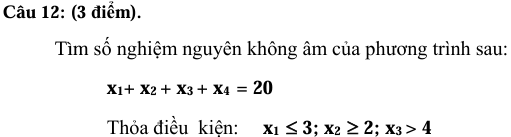 Câu 12: (3 điểm).
Tìm số nghiệm nguyên không âm của phương trình sau:
x₁+ x₂ + x₃ + x₄ = 20
Thỏa điều kiện: x₁ ≤ 3; x₂ ≥ 2; x₃ > 4